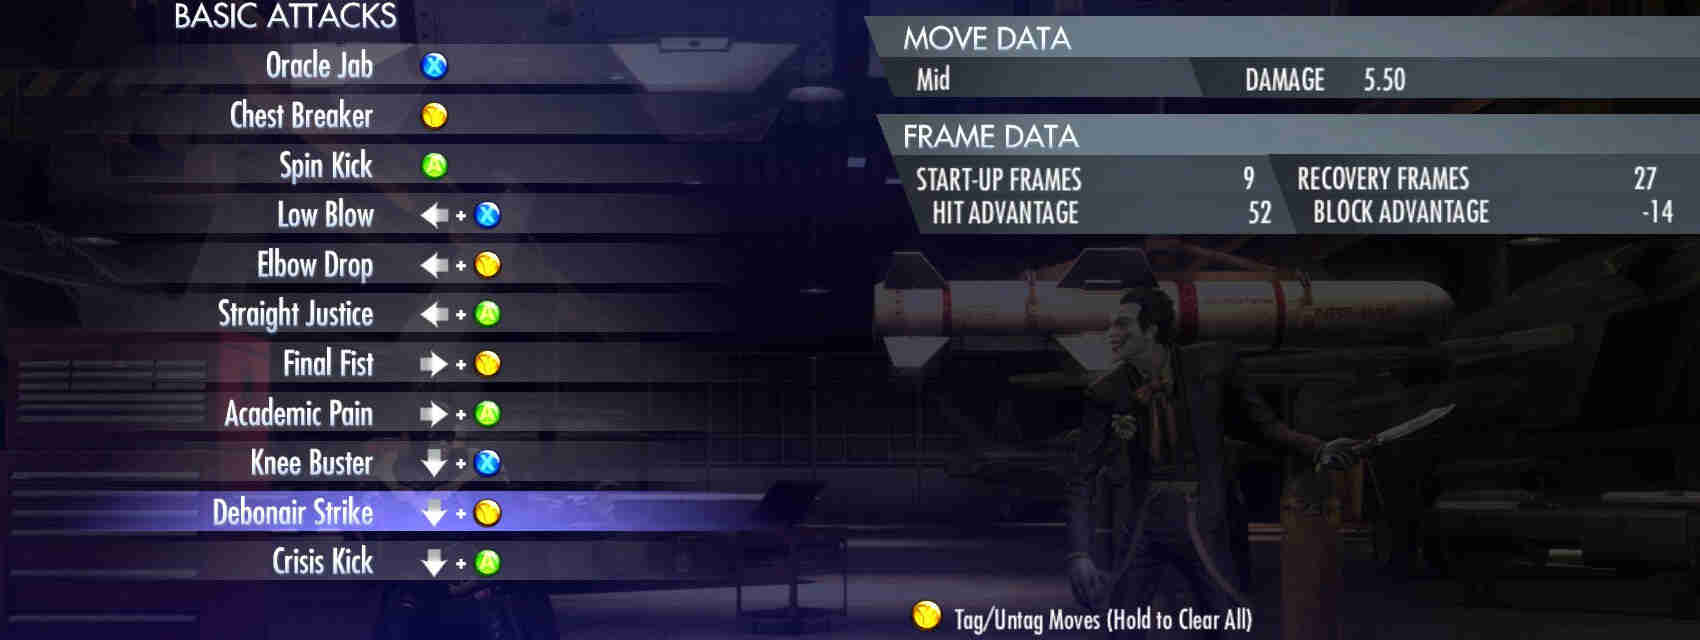 BASIC ATTACKS
Oracle Jab X
Chest Breaker Y
Spin Kick A
Low Blow + X
Elbow Drop + Y
Straight Justice + A
Final Fist + Y
Academic Pain + A
Knee Buster + X
Debonair Strike + Y
Crisis Kick + A
MOVE DATA
Mid DAMAGE 5.50
FRAME DATA
START-UP FRAMES 9 RECOVERY FRAMES 27
HIT ADVANTAGE 52 BLOCK ADVANTAGE -14
Y Tag/Untag Moves (Hold to Clear All)